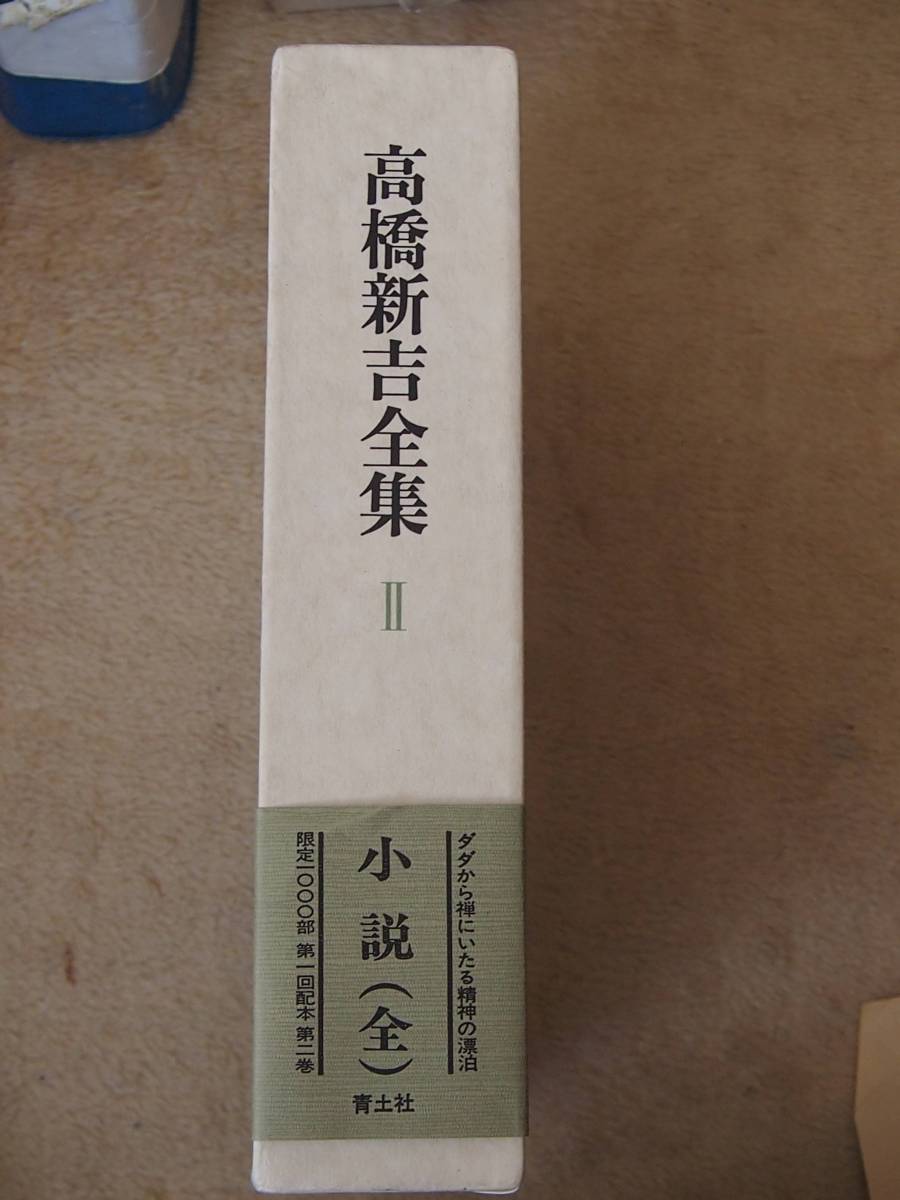 高橋新吉全集
Ⅱ
ダダから禅にいたる精神の漂泊
小説(全)
限定一〇〇〇部 第一回配本 第二巻
青土社